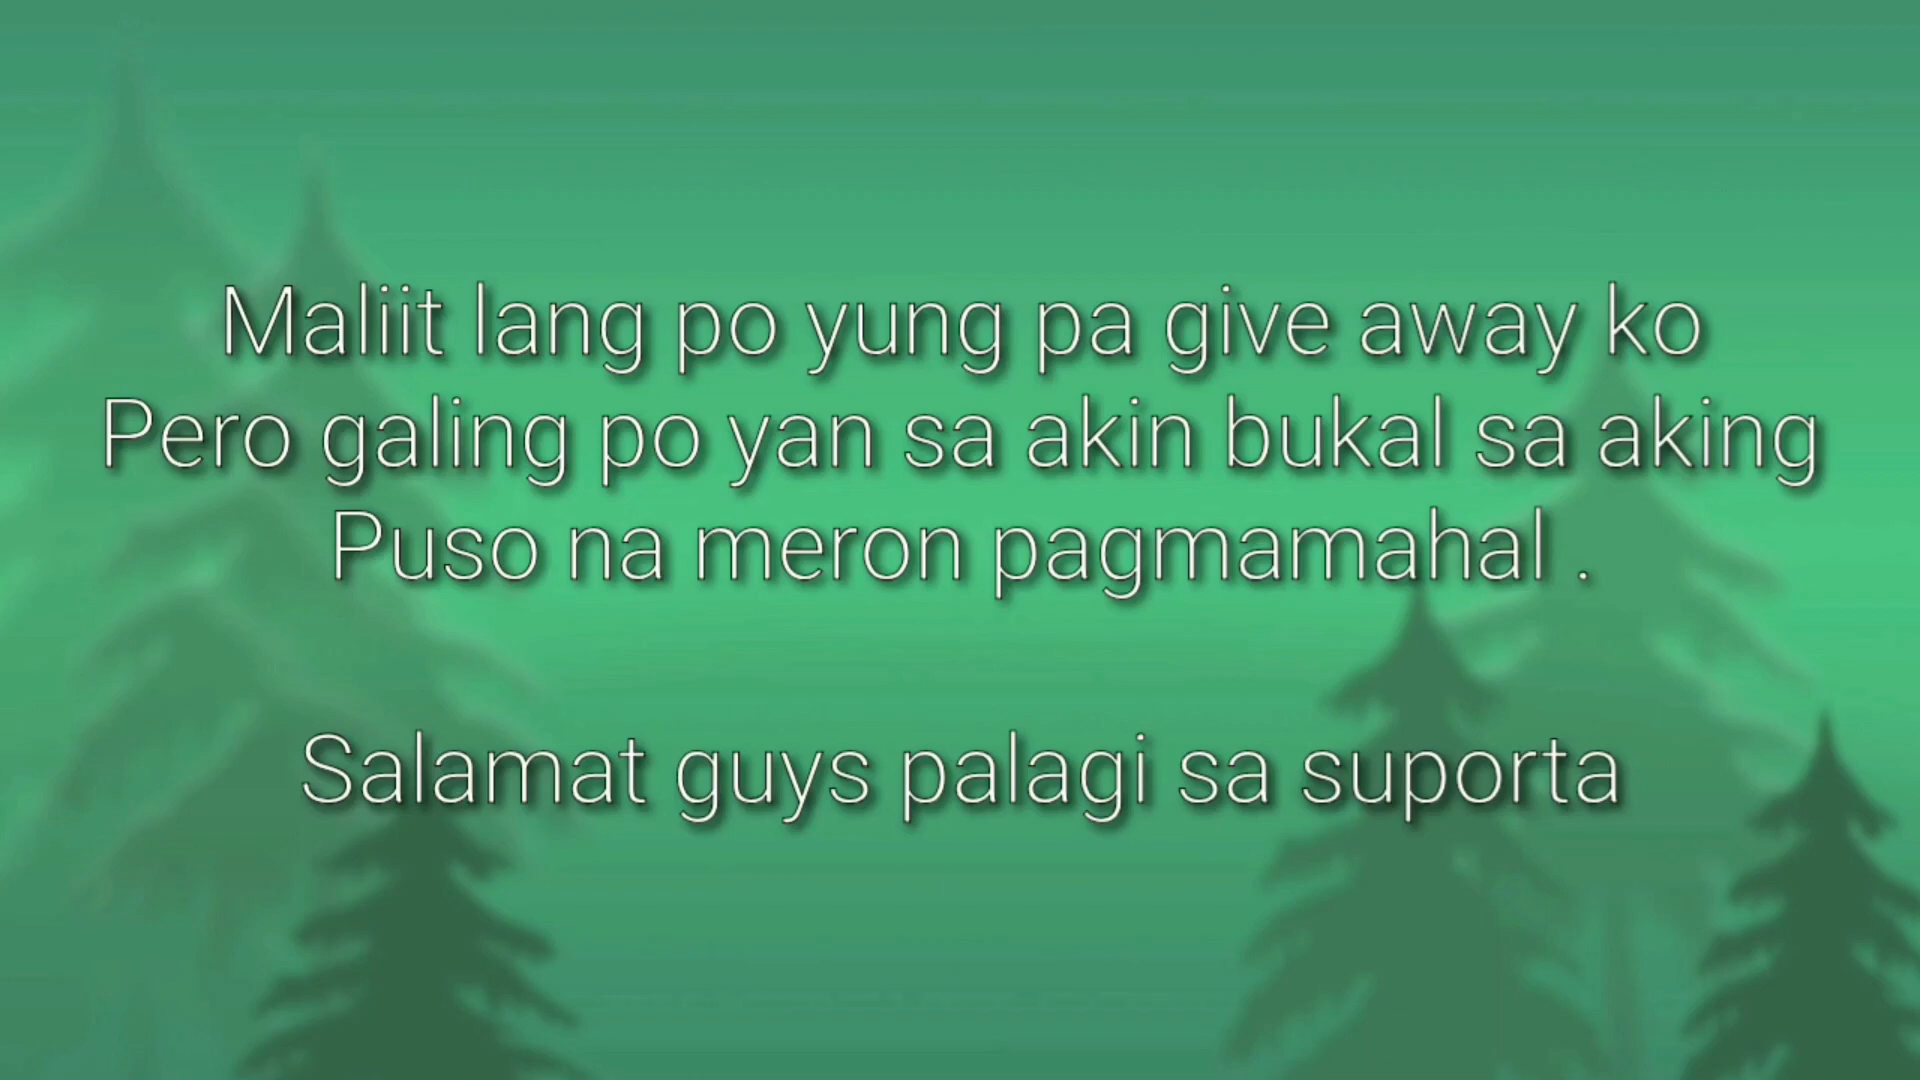 Maliit lang po yung pa give away ko
Pero galing po yan sa akin bukal sa aking
Puso na meron pagmamahal .
Salamat guys palagi sa suporta